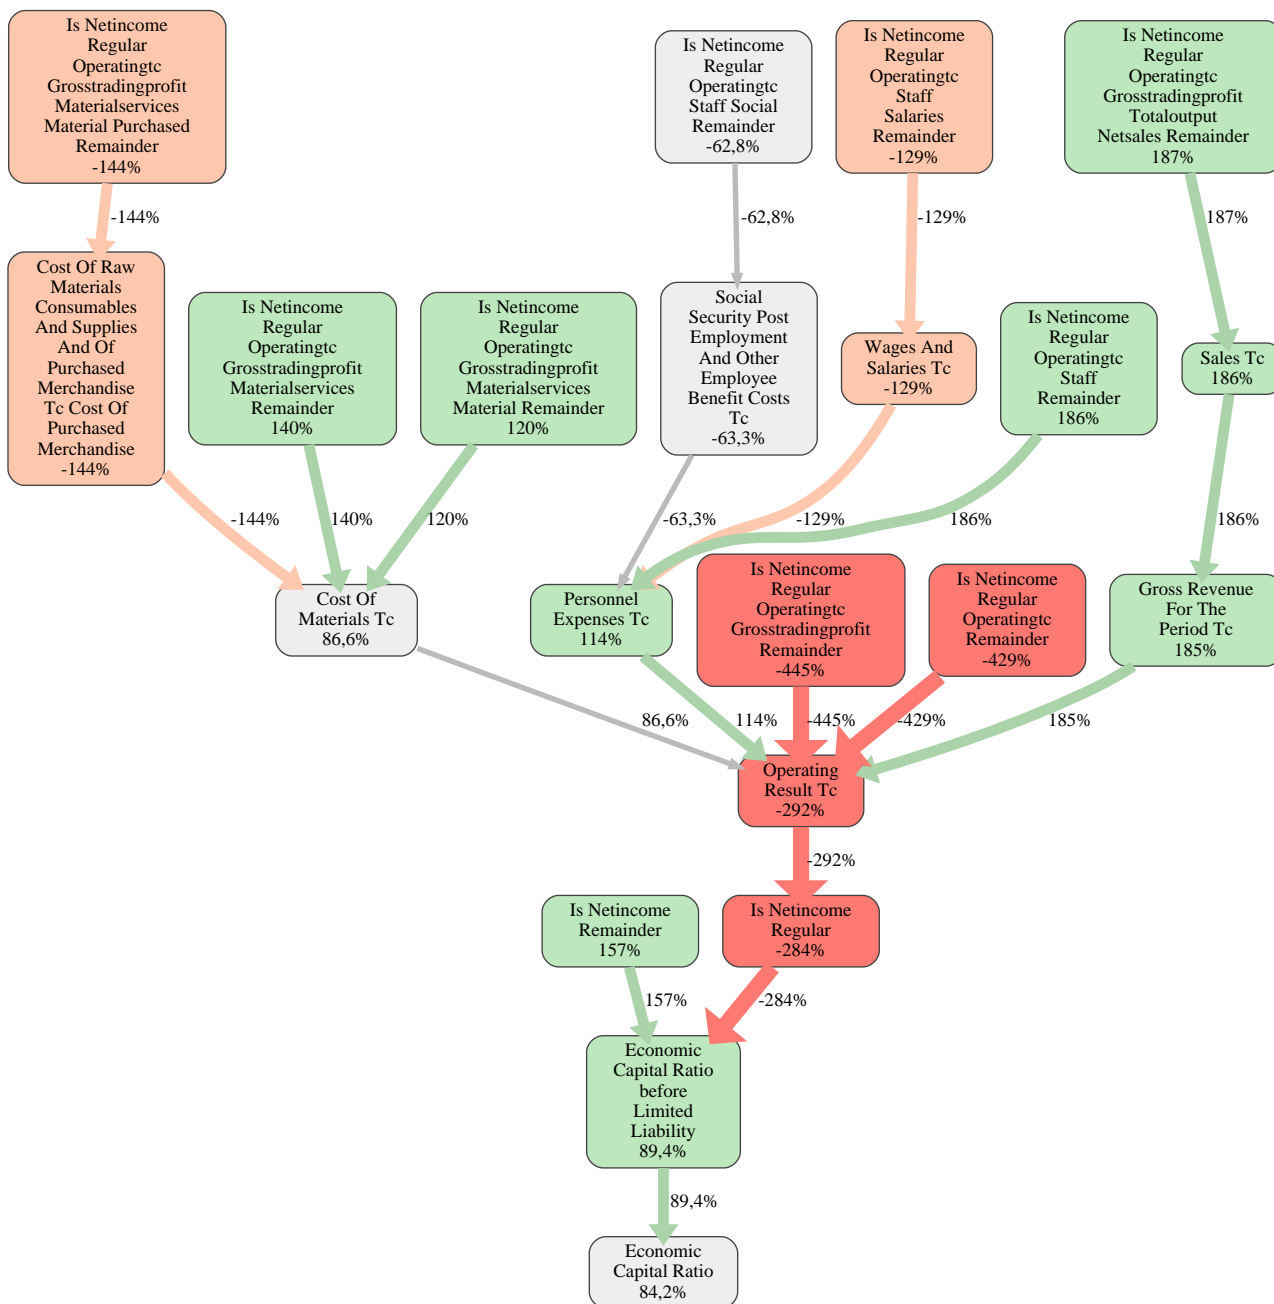 Is Netincome
Regular
Operatingtc
Grosstradingprofit
Materialservices
Material Purchased
Remainder
-144%
Is Netincome
Regular
Operatingtc
Staff Social
Remainder
-62,8%
Is Netincome
Regular
Operatingtc
Staff
Salaries
Remainder
-129%
Is Netincome
Regular
Operatingtc
Grosstradingprofit
Totaloutput
Netsales Remainder
187%
-144%
-62,8%
-129%
187%
Cost Of Raw
Materials
Consumables
And Supplies
And Of
Purchased
Merchandise
Tc Cost Of
Purchased
Merchandise
-144%
Is Netincome
Regular
Operatingtc
Grosstradingprofit
Materialservices
Remainder
140%
Is Netincome
Regular
Operatingtc
Grosstradingprofit
Materialservices
Material Remainder
120%
Social
Security Post
Employment
And Other
Employee
Benefit Costs
Tc
-63,3%
Wages And
Salaries Tc
-129%
Is Netincome
Regular
Operatingtc
Staff
Remainder
186%
Sales Tc
186%
-144%
140%
120%
-63,3%
-129%
186%
186%
Cost Of
Materials Tc
86,6%
Personnel
Expenses Tc
114%
Is Netincome
Regular
Operatingtc
Grosstradingprofit
Remainder
-445%
Is Netincome
Regular
Operatingtc
Remainder
-429%
Gross Revenue
For The
Period Tc
185%
86,6%
114%
-445%
-429%
185%
Operating
Result Tc
-292%
-292%
Is Netincome
Remainder
157%
Is Netincome
Regular
-284%
157%
-284%
Economic
Capital Ratio
before
Limited
Liability
89,4%
89,4%
Economic
Capital Ratio
84,2%